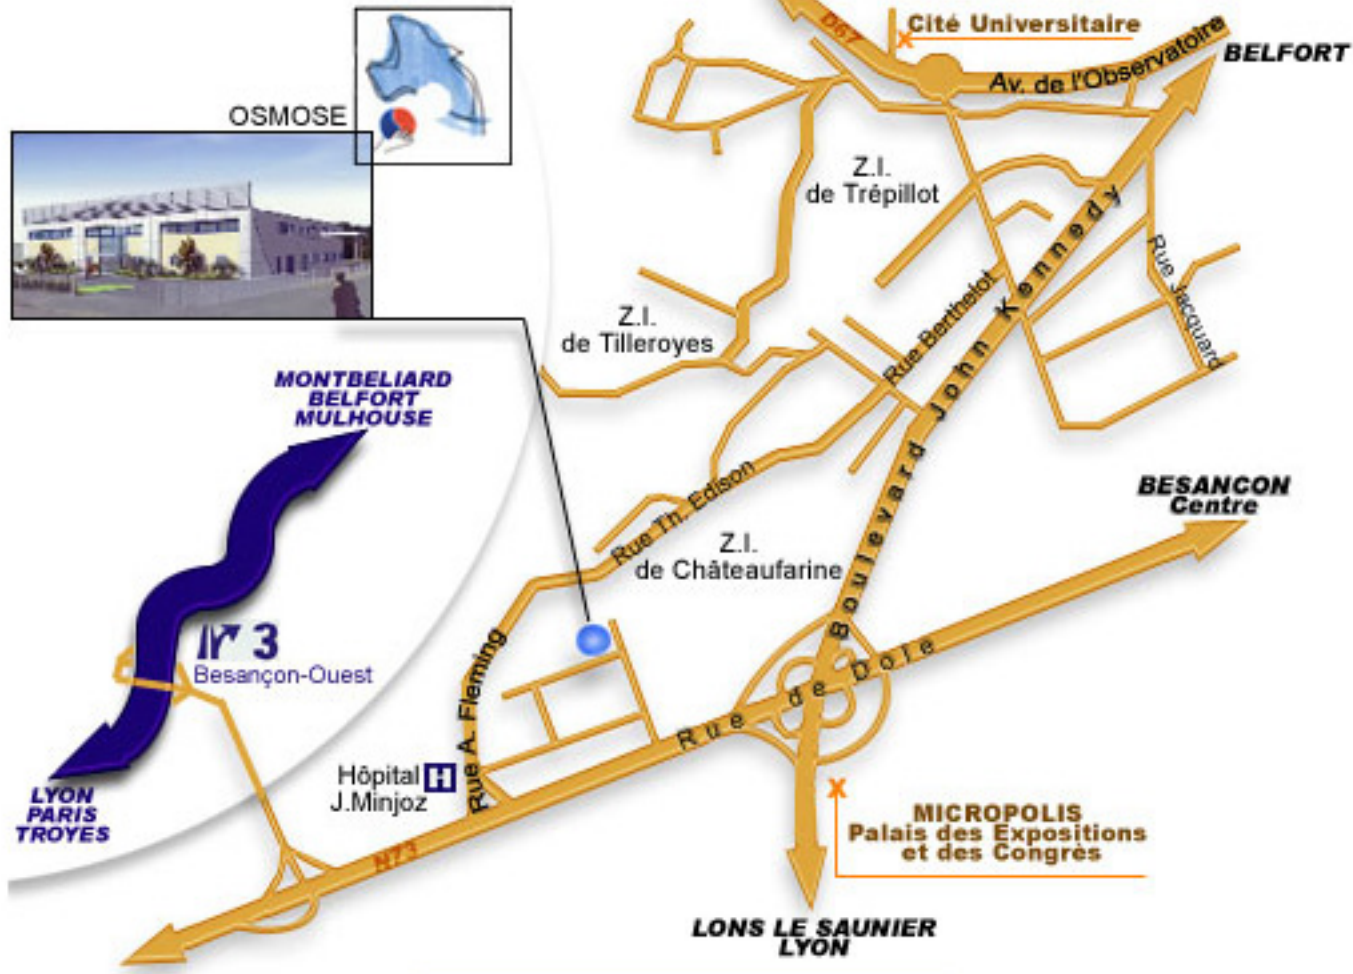 D67
Cité Universitaire
BELFORT
Av. de l'Observatoire
OSMOSE
Z.I.
de Trépillot
Rue Jacquard
Boulevard John Kennedy
Rue Berthelot
Z.I.
de Tilleroyes
MONTBELIARD
BELFORT
MULHOUSE
BESANCON
Centre
Rue Th. Edison
Z.I.
de Châteaufarine
3
Besançon-Ouest
Rue A. Fleming
Rue de Dole
Hôpital H
J.Minjoz
LYON
PARIS
TROYES
MICROPOLIS
Palais des Expositions
et des Congrès
N73
LONS LE SAUNIER
LYON